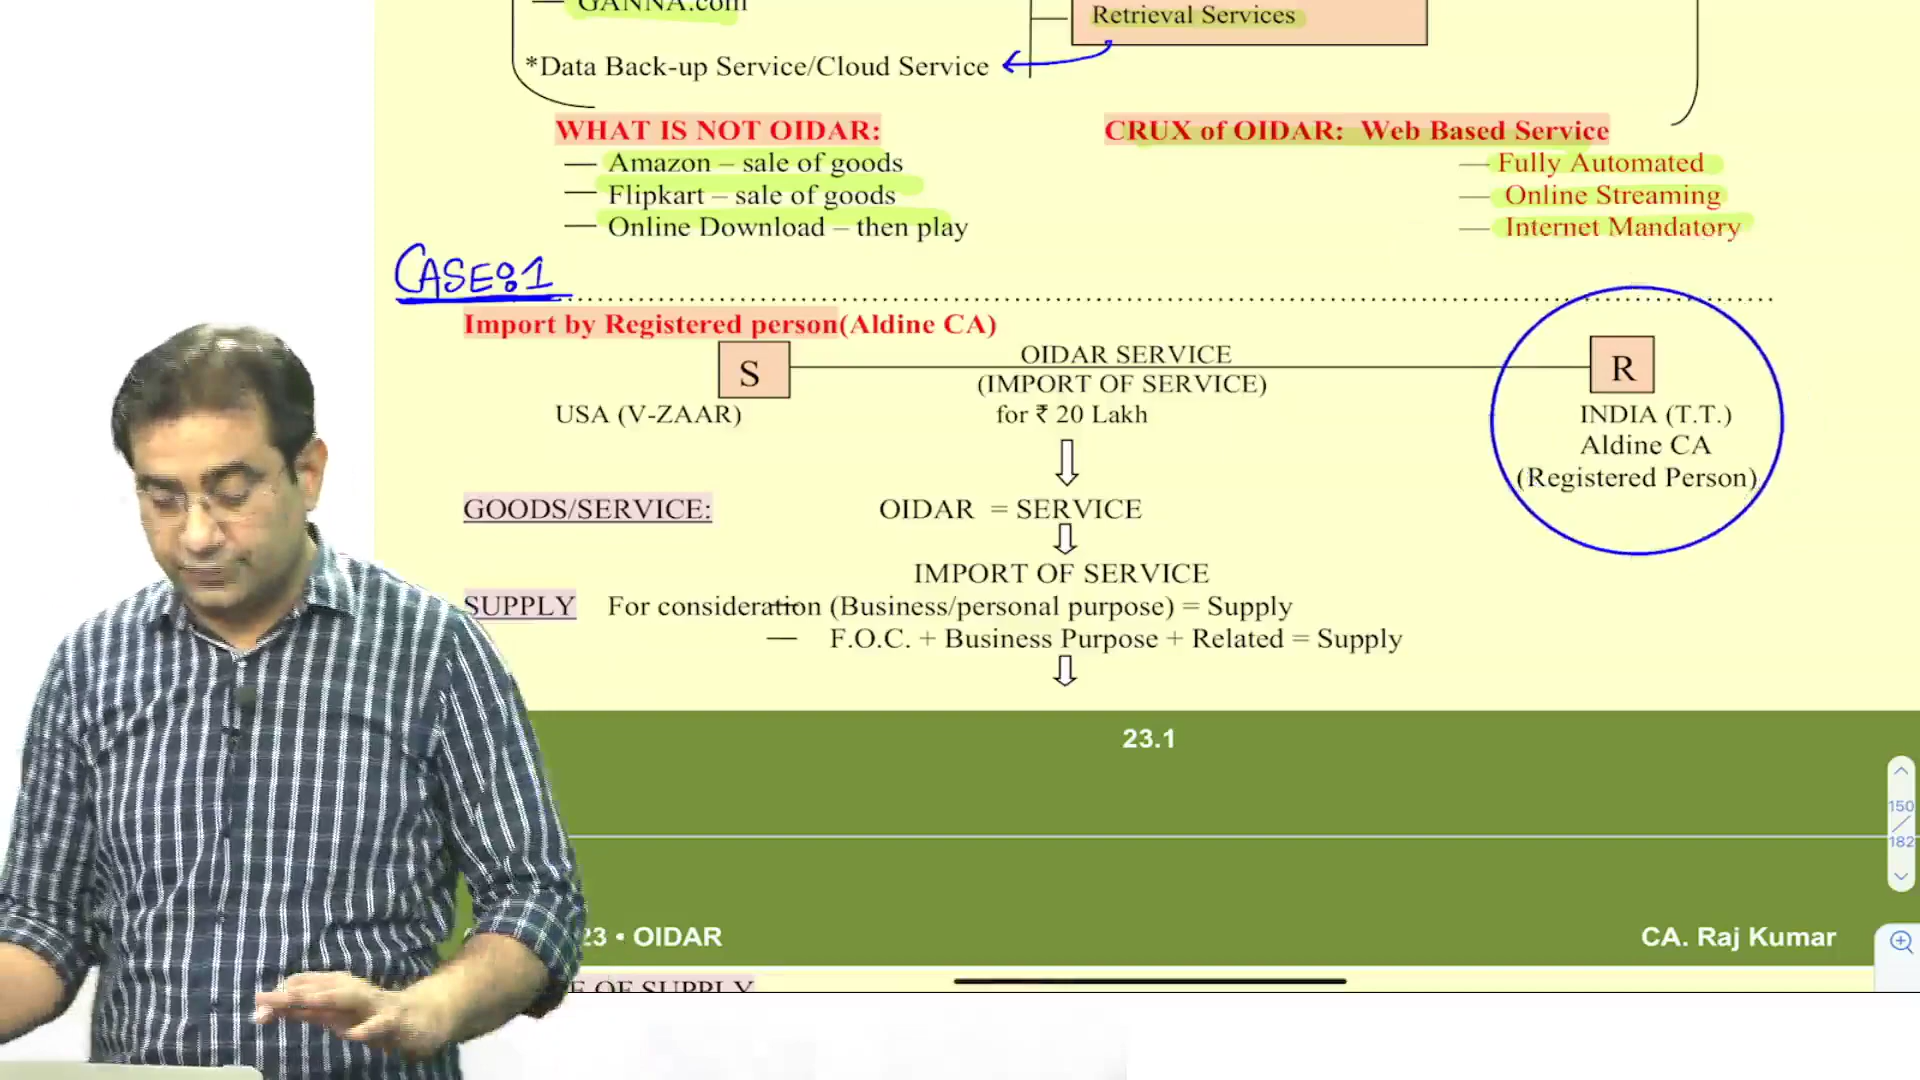 — GANNA.com
Retrieval Services
*Data Back-up Service/Cloud Service
WHAT IS NOT OIDAR:
— Amazon – sale of goods
— Flipkart – sale of goods
— Online Download – then play
CRUX of OIDAR: Web Based Service
— Fully Automated
— Online Streaming
— Internet Mandatory
CASE:1
Import by Registered person(Aldine CA)
S
OIDAR SERVICE
(IMPORT OF SERVICE)
for ₹ 20 Lakh
R
USA (V-ZAAR)
INDIA (T.T.)
Aldine CA
(Registered Person)
GOODS/SERVICE: OIDAR = SERVICE
IMPORT OF SERVICE
SUPPLY For consideration (Business/personal purpose) = Supply
— F.O.C. + Business Purpose + Related = Supply
23.1
150
182
23 • OIDAR
CA. Raj Kumar
OF SUPPLY